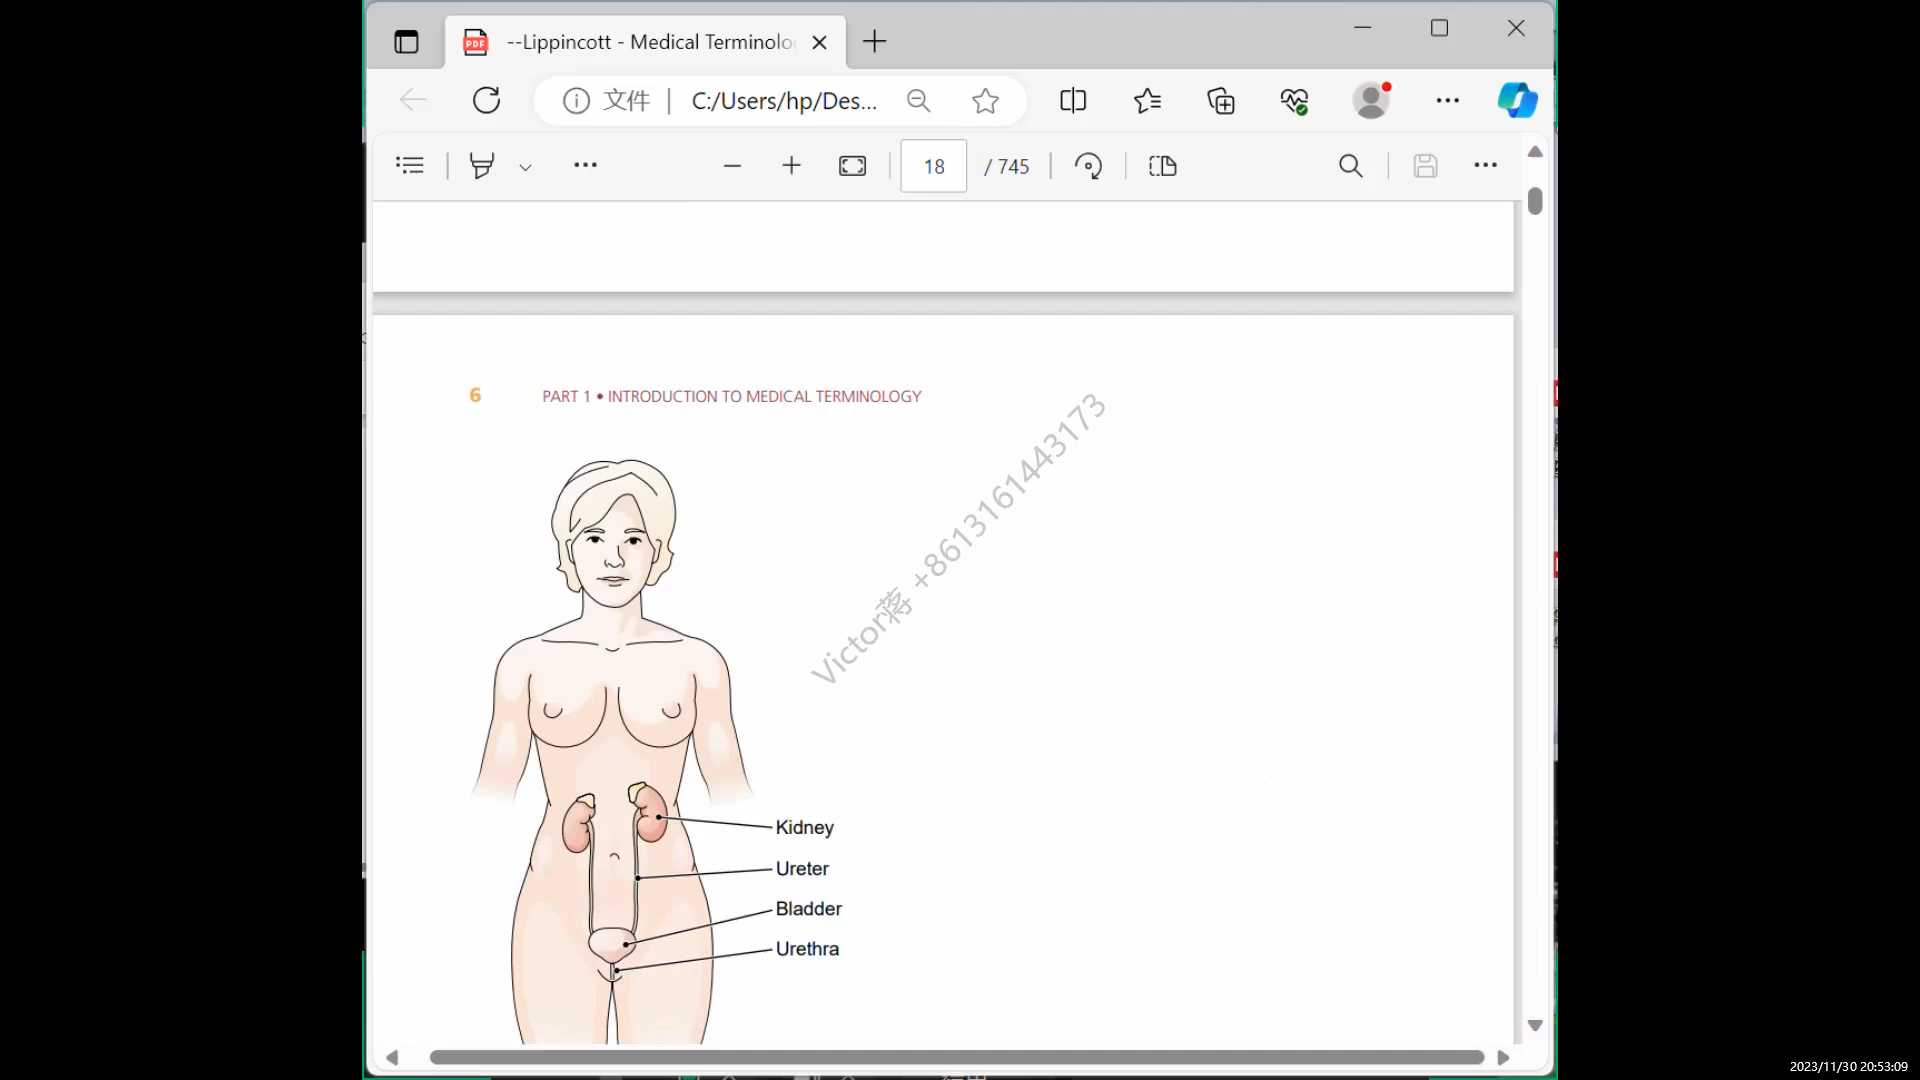 --Lippincott - Medical Terminolo
文件 | C:/Users/hp/Des...
18 / 745
6 PART 1 • INTRODUCTION TO MEDICAL TERMINOLOGY
Victor蒋 +8613161443173
Kidney
Ureter
Bladder
Urethra
2023/11/30 20:53:09